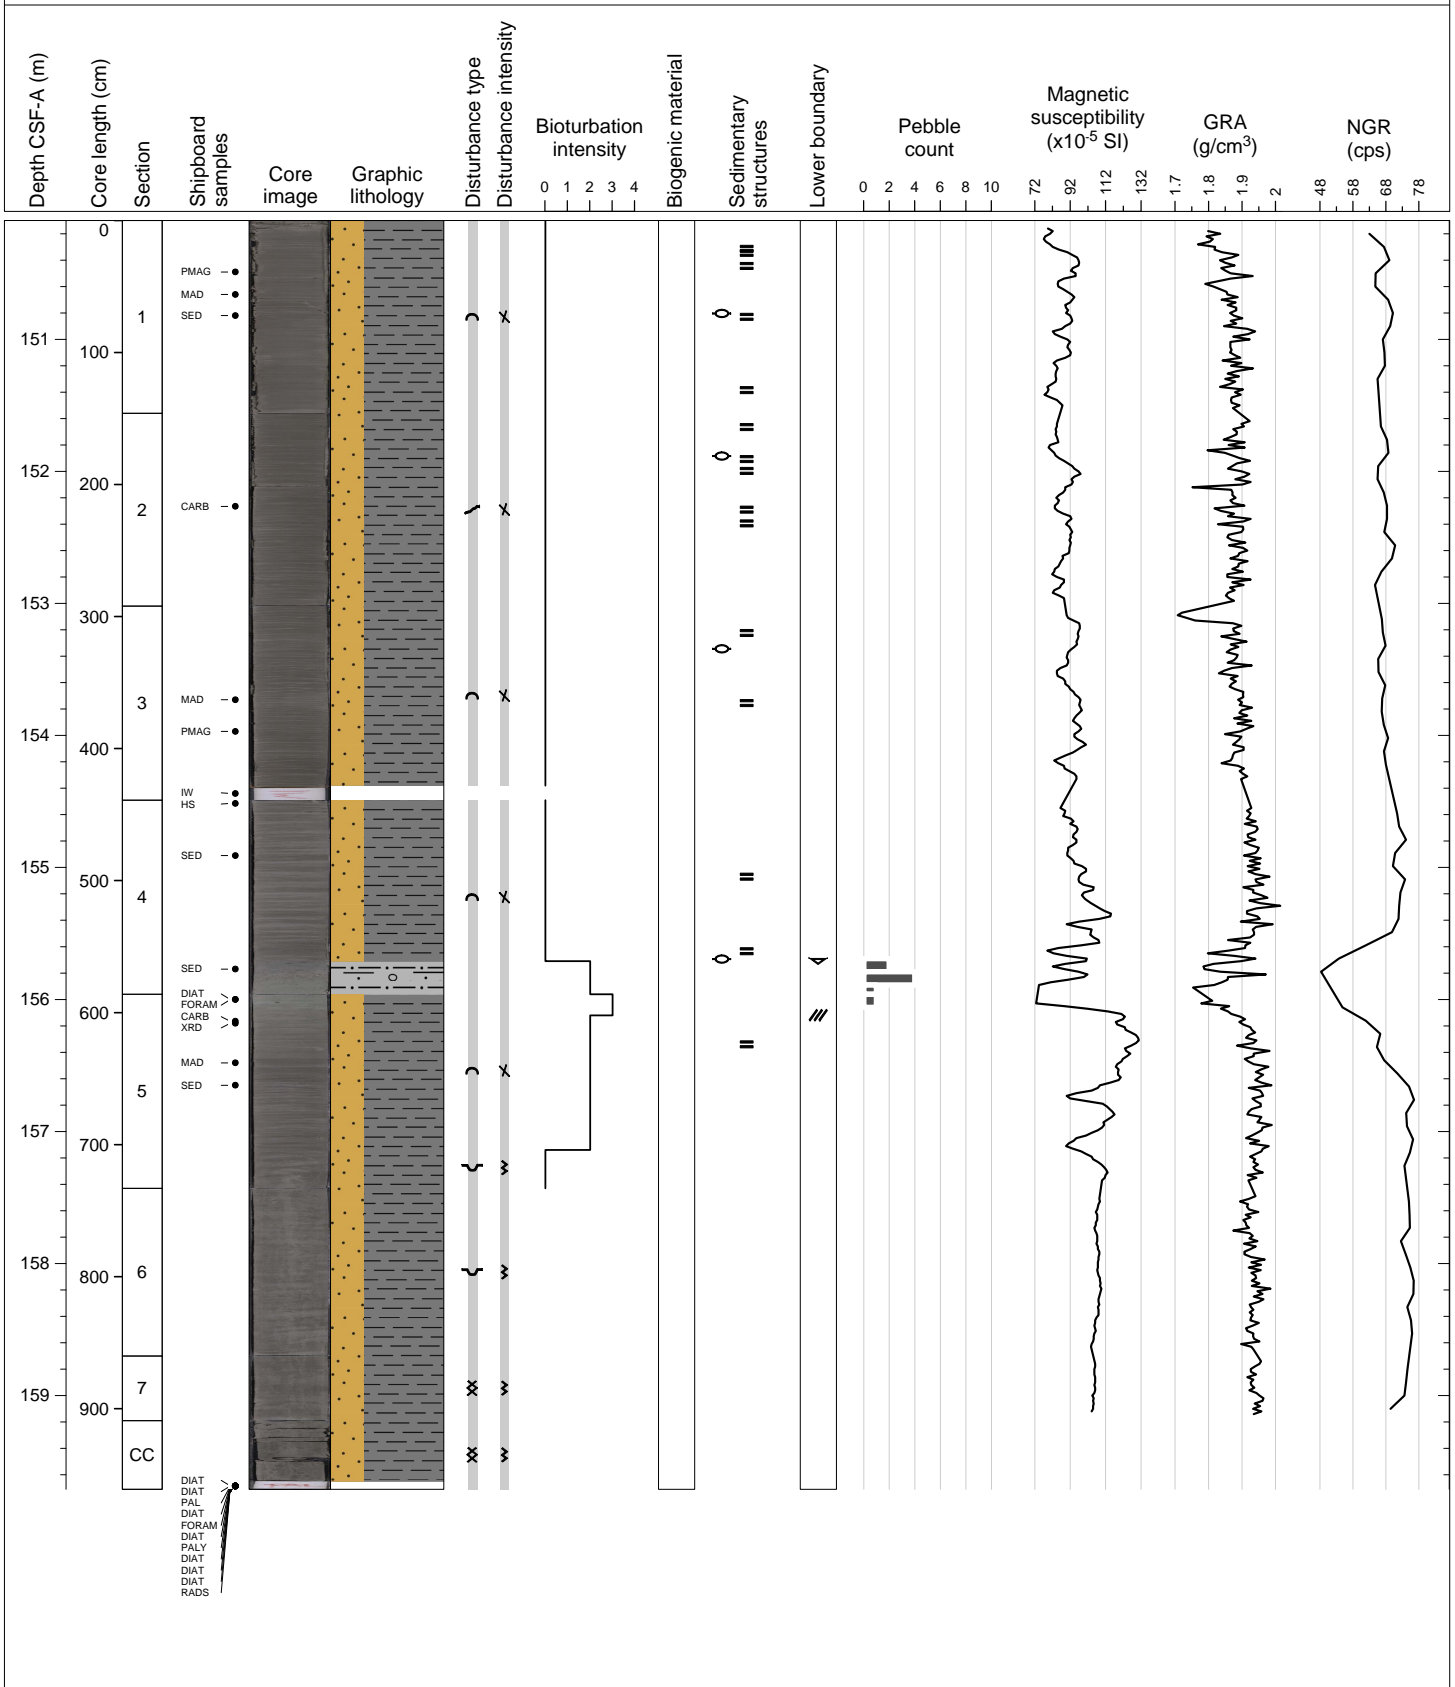 Depth CSF-A (m)
Core length (cm)
Section
Shipboard
samples
Core
image
Graphic
lithology
Disturbance type
Disturbance intensity
Bioturbation
intensity
0 1 2 3 4
Biogenic material
Sedimentary
structures
Lower boundary
Pebble
count
0 2 4 6 8 10
Magnetic
susceptibility
(x10-5 SI)
72 92 112 132
GRA
(g/cm3)
1.7 1.8 1.9 2
NGR
(cps)
48 58 68 78
0
PMAG
MAD
SED
1
151
100
152
200
2
CARB
153
300
3
MAD
PMAG
154
400
IW
HS
SED
155
500
4
SED
DIAT
156
FORAM
600
CARB
XRD
MAD
SED
5
157
700
158
6
800
7
159
900
CC
DIAT
DIAT
PAL
DIAT
FORAM
DIAT
PALY
DIAT
DIAT
DIAT
RADS